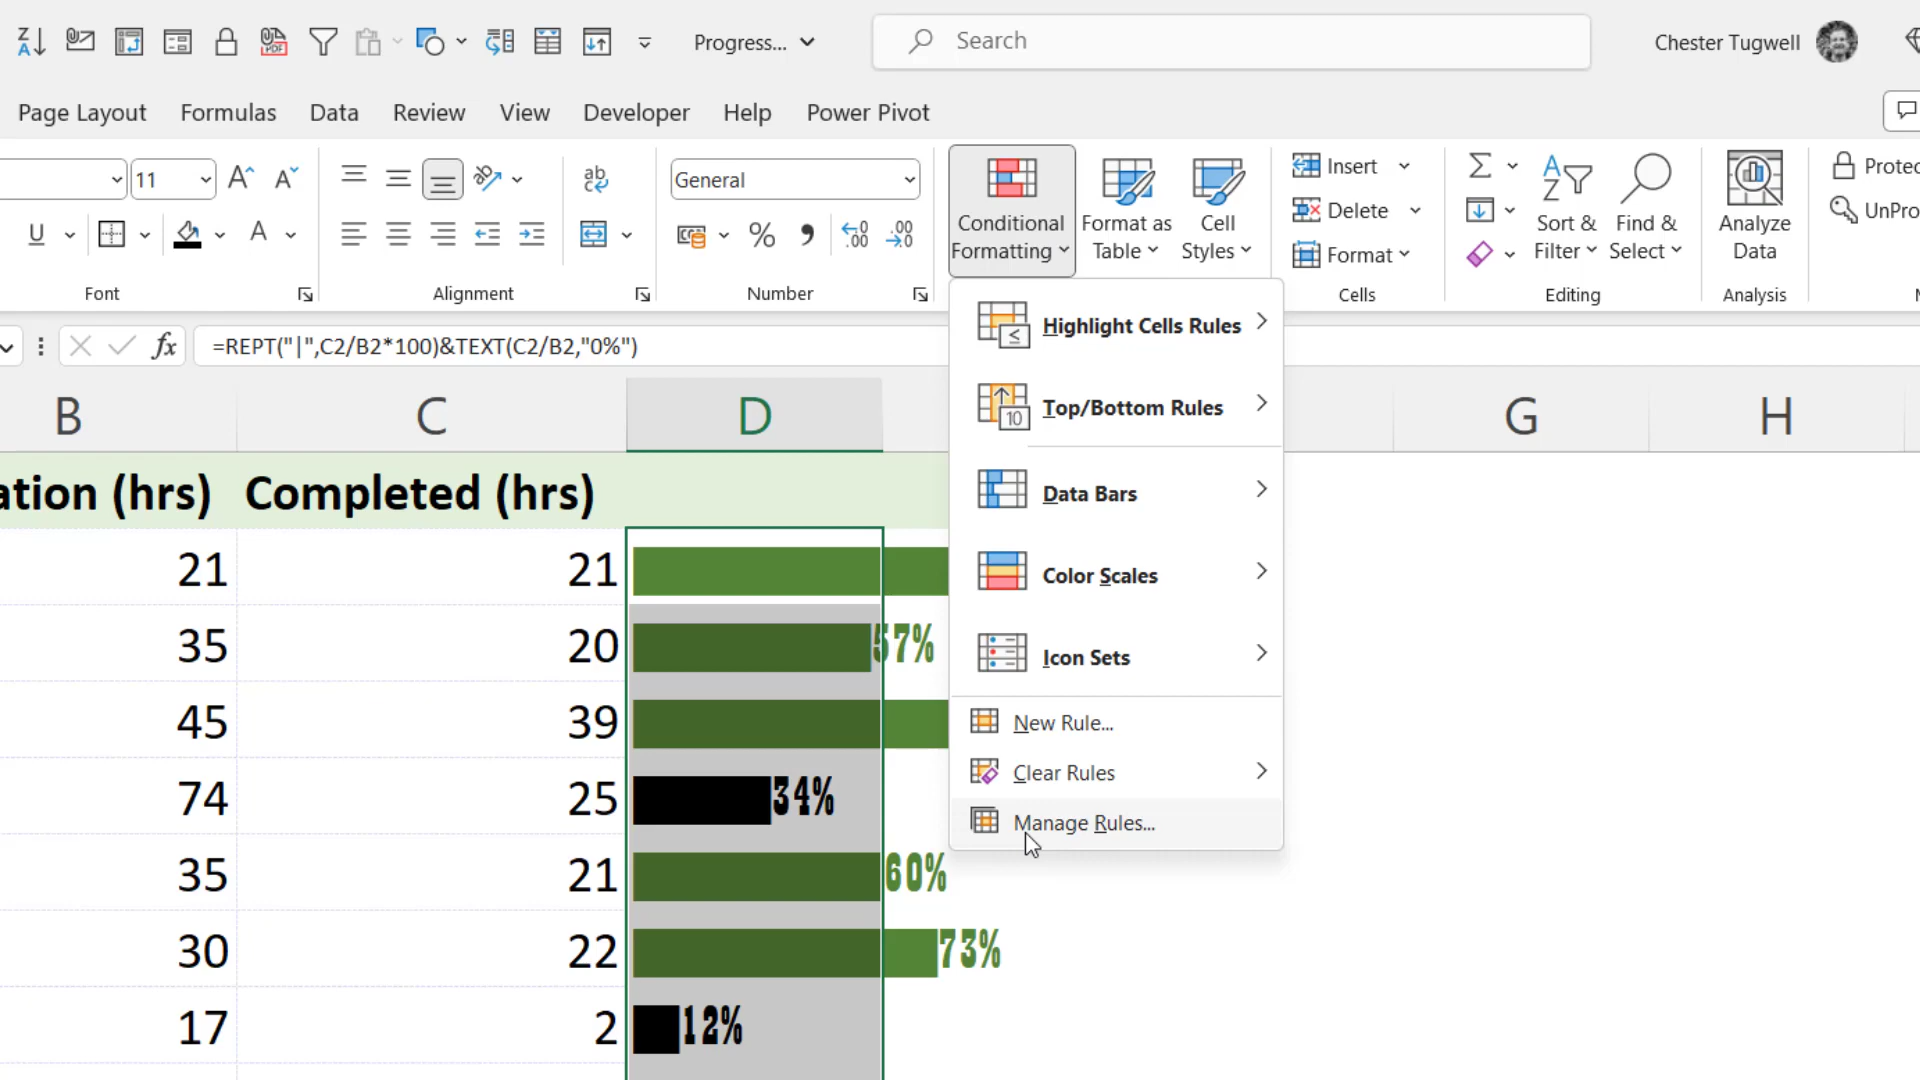 Progress...
Search
Chester Tugwell
Page Layout
Formulas
Data
Review
View
Developer
Help
Power Pivot
11
General
Conditional
Formatting
Format as
Table
Cell
Styles
Insert
Delete
Format
Sort &
Filter
Find &
Select
Analyze
Data
Protec
UnPro
Font
Alignment
Number
Cells
Editing
Analysis
=REPT("|",C2/B2*100)&TEXT(C2/B2,"0%")
B C D G H
ation (hrs) Completed (hrs)
21 21
35 20 57%
45 39
74 25 34%
35 21 60%
30 22 73%
17 2 12%
Highlight Cells Rules
Top/Bottom Rules
Data Bars
Color Scales
Icon Sets
New Rule...
Clear Rules
Manage Rules...